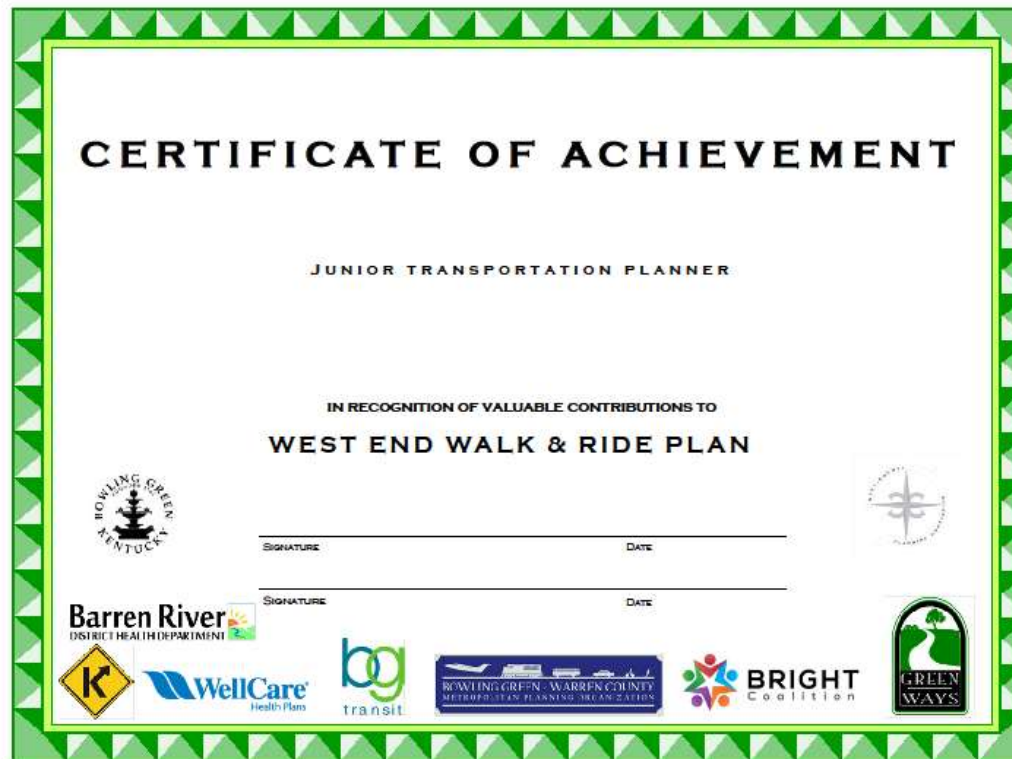 CERTIFICATE OF ACHIEVEMENT
JUNIOR TRANSPORTATION PLANNER
IN RECOGNITION OF VALUABLE CONTRIBUTIONS TO
WEST END WALK & RIDE PLAN
BOWLING GREEN
KENTUCKY
SIGNATURE DATE
SIGNATURE DATE
Barren River
DISTRICT HEALTH DEPARTMENT
K
WellCare
Health Plans
bg
transit
BOWLING GREEN - WARREN COUNTY
METROPOLITAN PLANNING ORGANIZATION
BRIGHT
Coalition
GREEN
WAYS